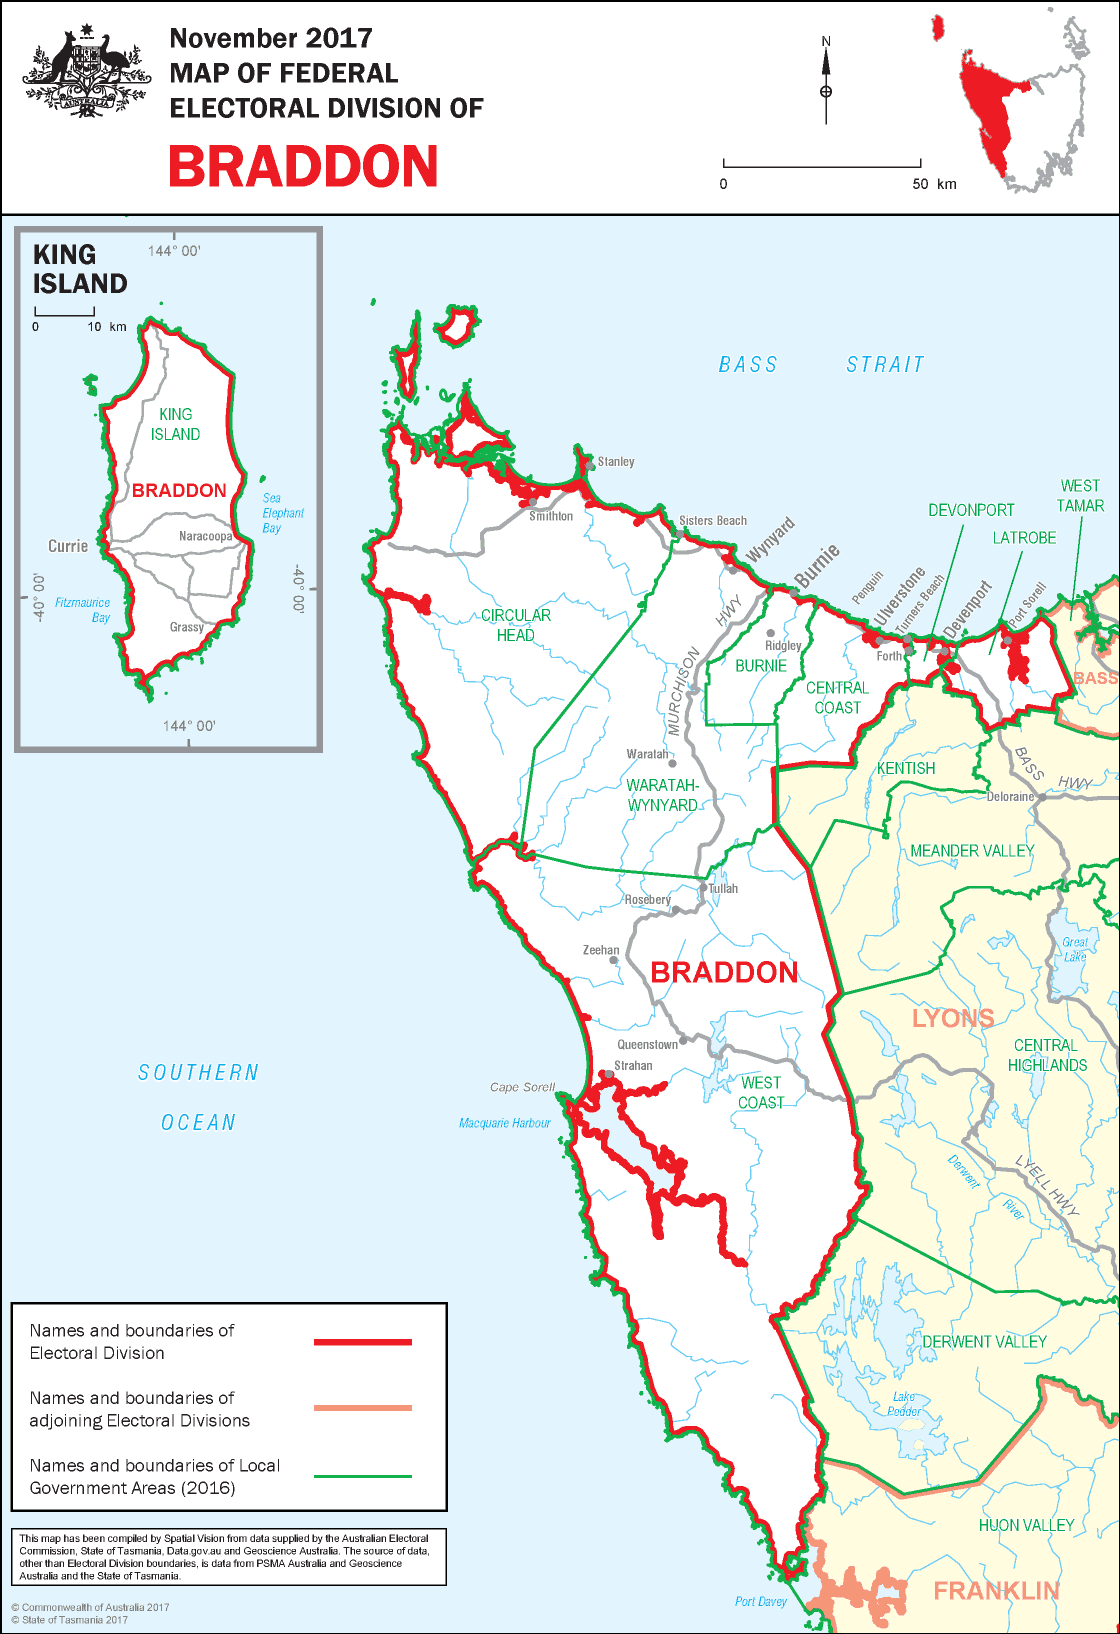 November 2017
MAP OF FEDERAL
ELECTORAL DIVISION OF
BRADDON
AUSTRALIA
N
0 50 km
KING
ISLAND
144° 00'
0 10 km
KING
ISLAND
BRADDON
Sea
Elephant
Bay
Naracoopa
Currie
-40° 00'
-40° 00'
Fitzmaurice
Bay
Grassy
144° 00'
BASS STRAIT
Stanley
Smithton
Sisters Beach
Wynyard
Burnie
Penguin
Ulverstone
Turners Beach
Devenport
Port Sorell
DEVONPORT
LATROBE
WEST
TAMAR
CIRCULAR
HEAD
HWY
MURCHISON
Ridgley
BURNIE
Forth
CENTRAL
COAST
BASS
KENTISH
BASS
HWY
Deloraine
Waratah
WARATAH-
WYNYARD
MEANDER VALLEY
Tullah
Rosebery
Zeehan
BRADDON
Great
Lake
LYONS
Queenstown
CENTRAL
HIGHLANDS
Strahan
Cape Sorell
WEST
COAST
Macquarie Harbour
SOUTHERN
OCEAN
Derwent
River
LYELL HWY
DERWENT VALLEY
Lake
Pedder
HUON VALLEY
FRANKLIN
Port Davey
Names and boundaries of
Electoral Division
Names and boundaries of
adjoining Electoral Divisions
Names and boundaries of Local
Government Areas (2016)
This map has been compiled by Spatial Vision from data supplied by the Australian Electoral
Commission, State of Tasmania, Data.gov.au and Geoscience Australia. The source of data,
other than Electoral Division boundaries, is data from PSMA Australia and Geoscience
Australia and the State of Tasmania.
© Commonwealth of Australia 2017
© State of Tasmania 2017